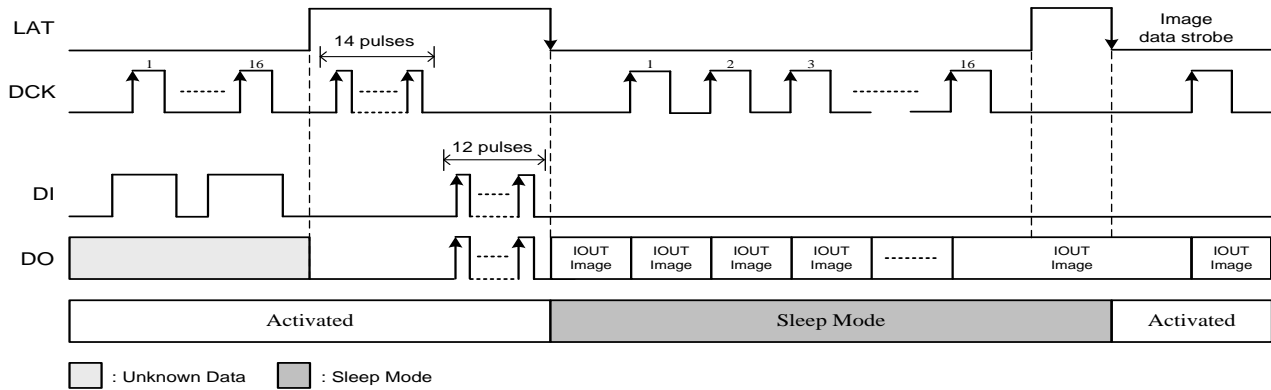 LAT
14 pulses
Image
data strobe
DCK
1
16
1
2
3
16
12 pulses
DI
DO
IOUT
Image
IOUT
Image
IOUT
Image
IOUT
Image
IOUT
Image
IOUT
Image
Activated
Sleep Mode
Activated
: Unknown Data
: Sleep Mode